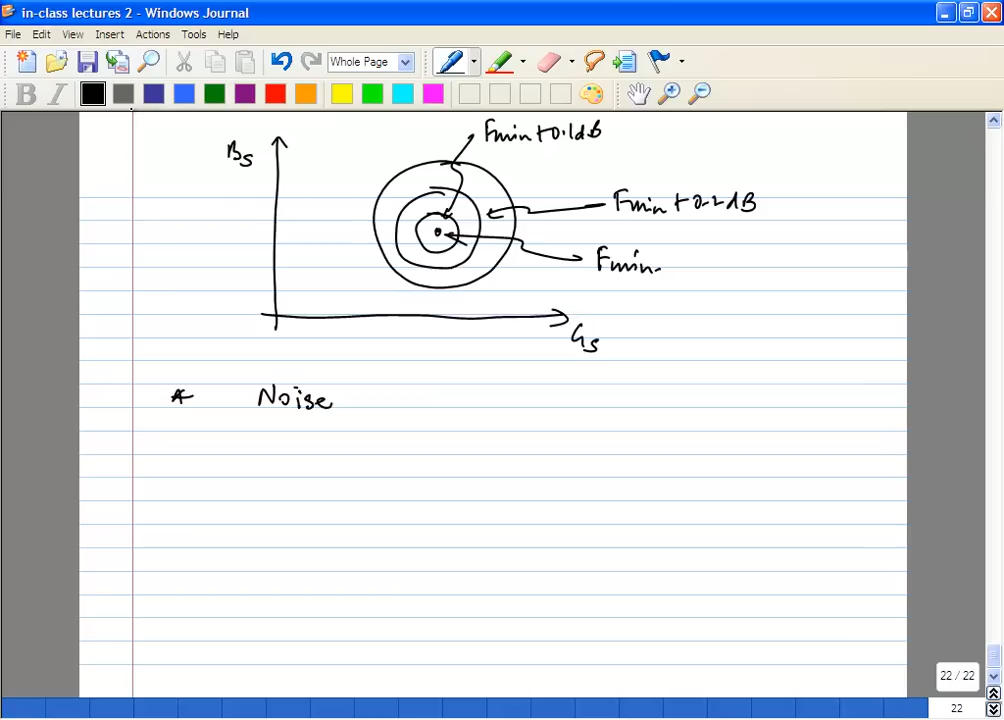 in-class lectures 2 - Windows Journal
File Edit View Insert Actions Tools Help
Whole Page
B I
Fmin + 0.1dB
Bs
Fmin + 0.2dB
Fmin.
Gs
* Noise
22 / 22
22